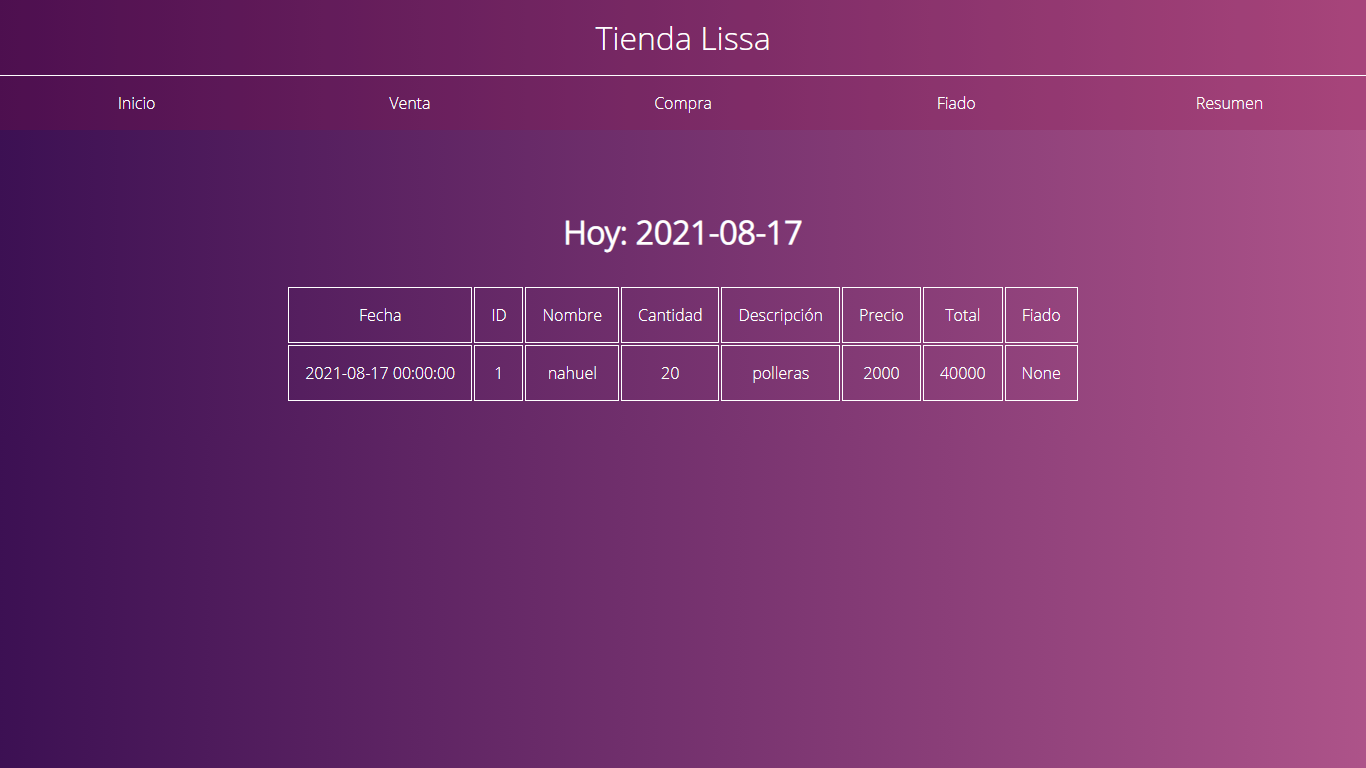 Tienda Lissa
Inicio Venta Compra Fiado Resumen
Hoy: 2021-08-17
Fecha ID Nombre Cantidad Descripción Precio Total Fiado
2021-08-17 00:00:00 1 nahuel 20 polleras 2000 40000 None